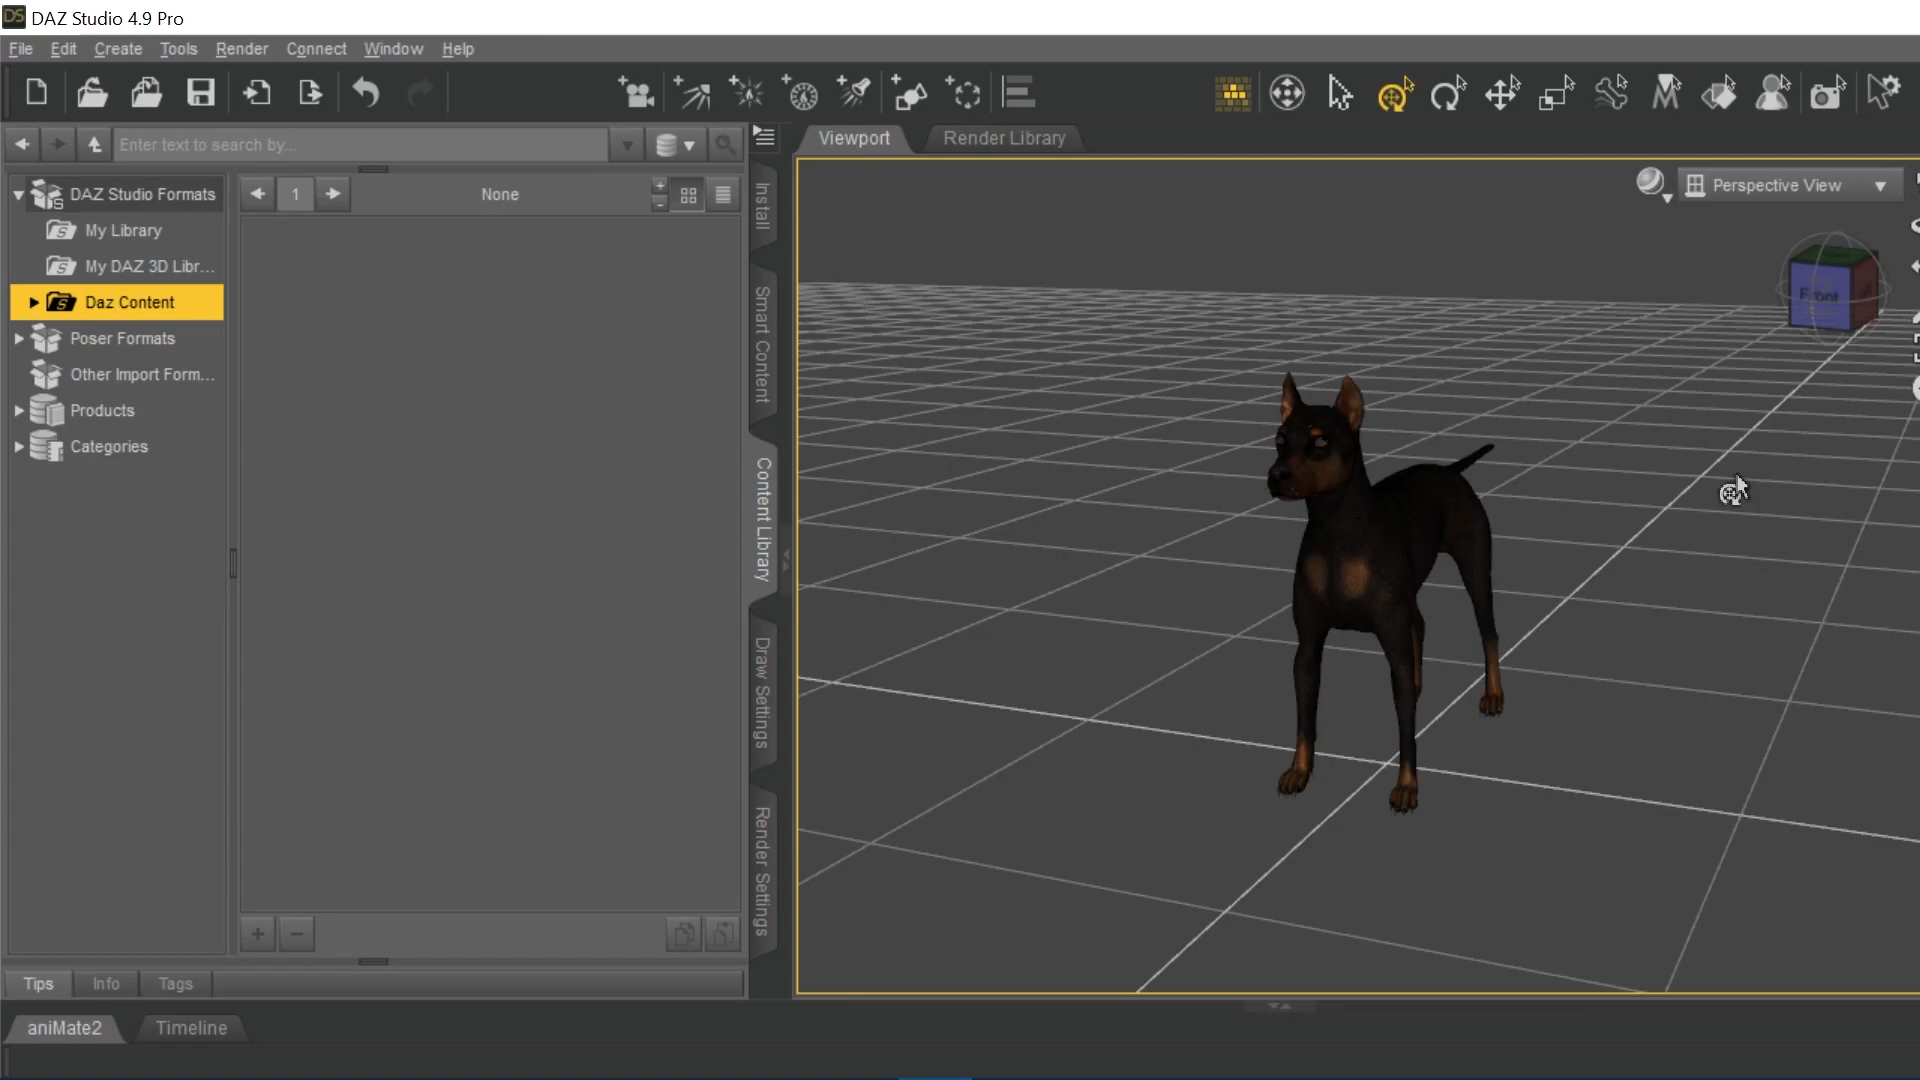 DS DAZ Studio 4.9 Pro
File Edit Create Tools Render Connect Window Help
Enter text to search by...
Viewport Render Library
DAZ Studio Formats
1
None
Perspective View
My Library
My DAZ 3D Libr...
Daz Content
Poser Formats
Other Import Form...
Products
Categories
Install
Smart Content
Content Library
Draw Settings
Render Settings
Front
Tips Info Tags
aniMate2 Timeline